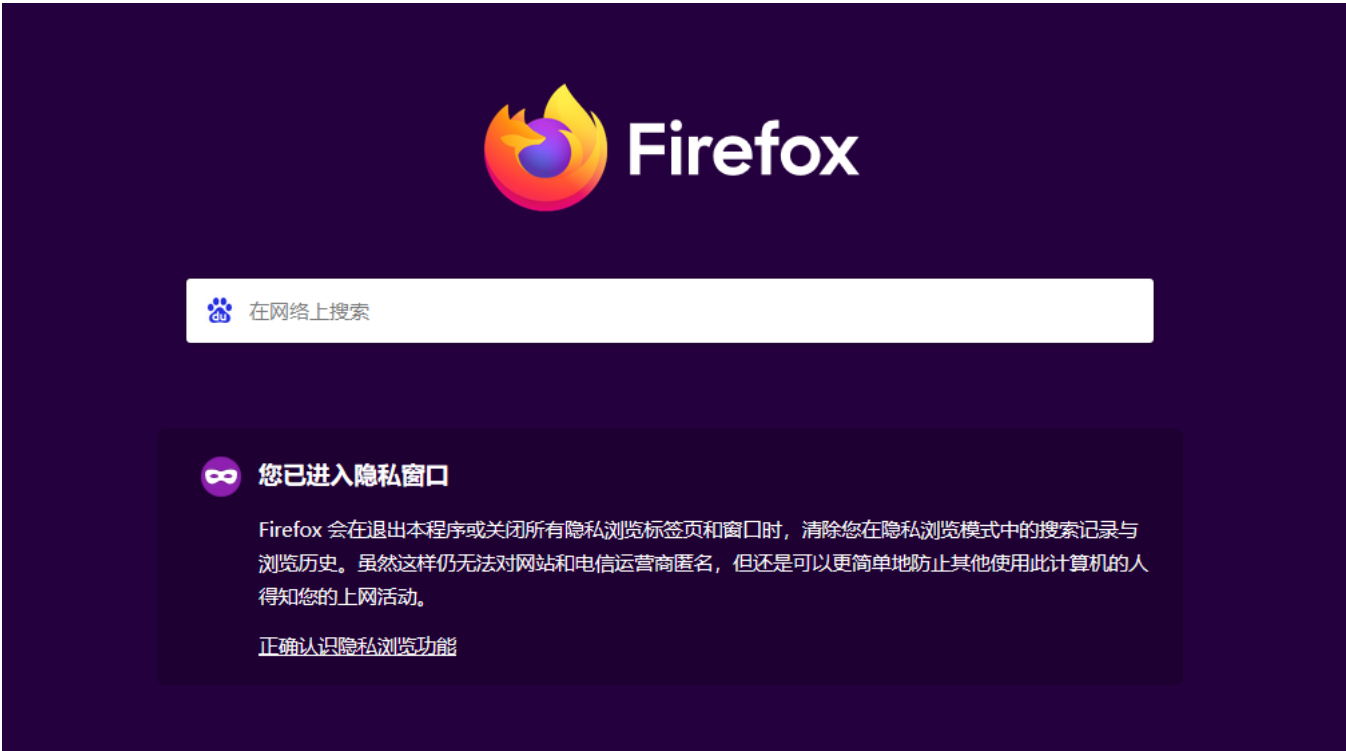 Firefox
du
在网络上搜索
您已进入隐私窗口
Firefox 会在退出本程序或关闭所有隐私浏览标签页和窗口时，清除您在隐私浏览模式中的搜索记录与
浏览历史。虽然这样仍无法对网站和电信运营商匿名，但还是可以更简单地防止其他使用此计算机的人
得知您的上网活动。
正确认识隐私浏览功能